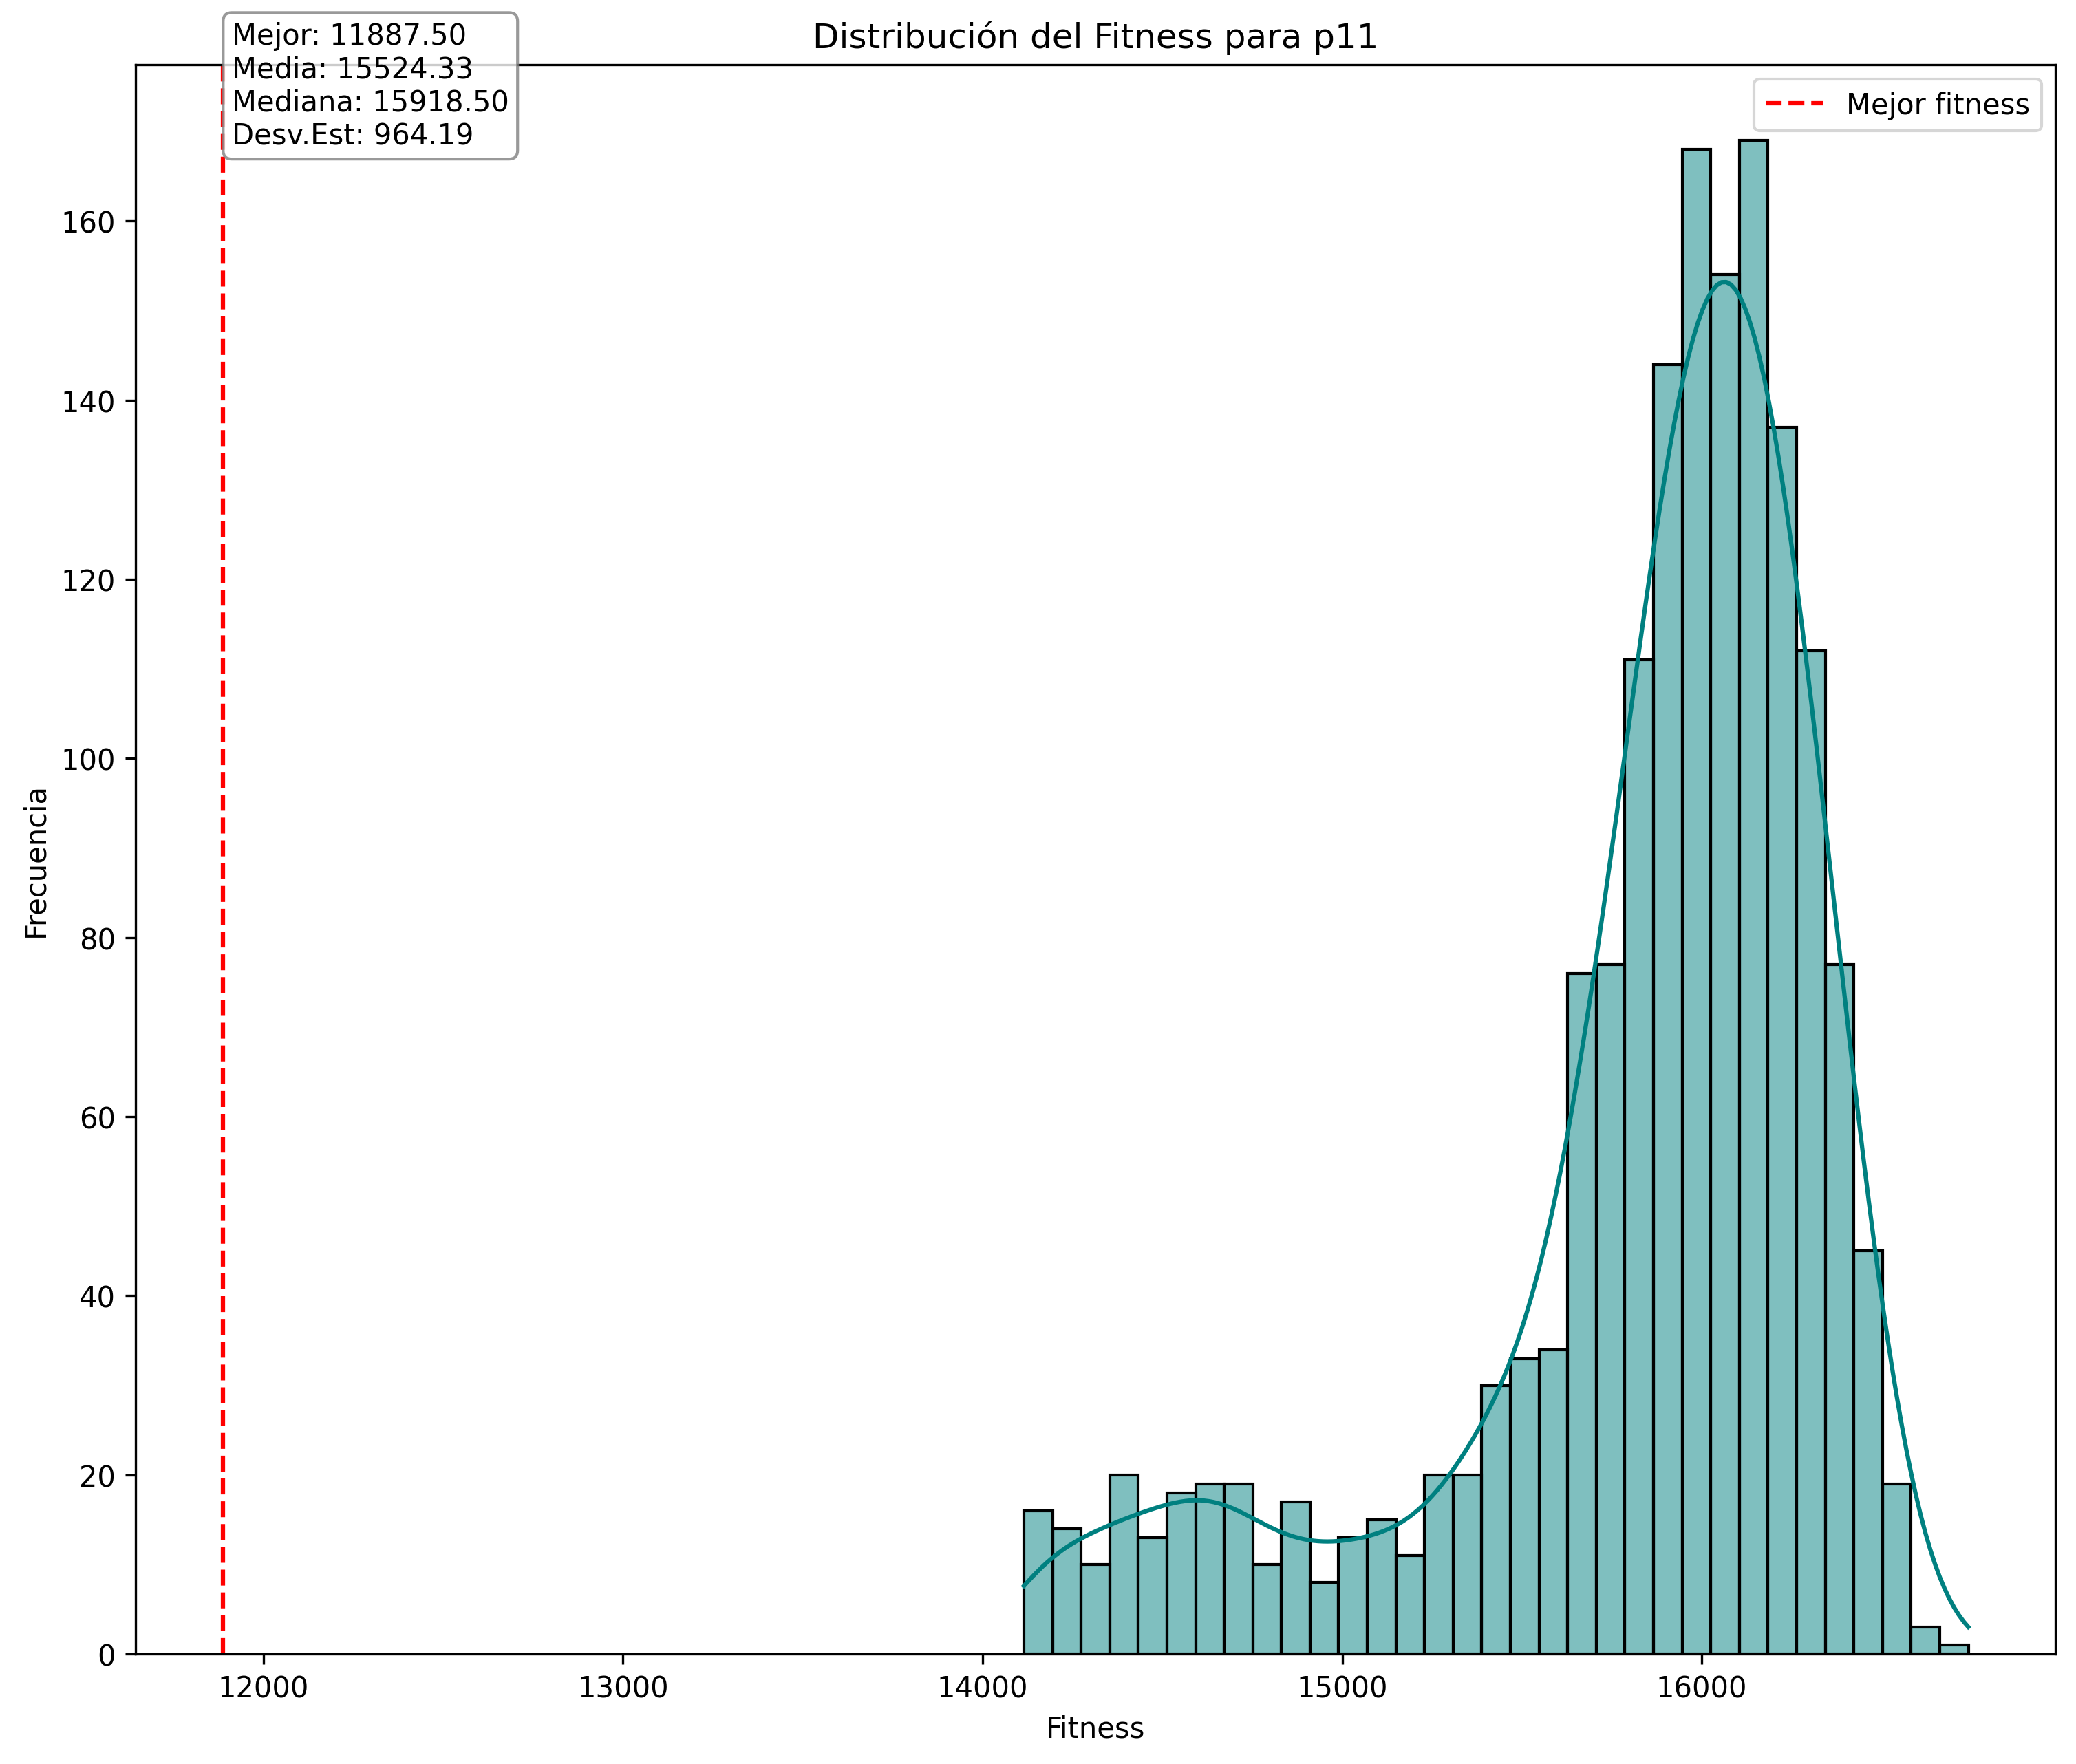 Distribución del Fitness para p11
Mejor: 11887.50
Media: 15524.33
Mediana: 15918.50
Desv.Est: 964.19
Mejor fitness
160
140
120
100
80
60
40
20
0
Frecuencia
12000 13000 14000 15000 16000
Fitness